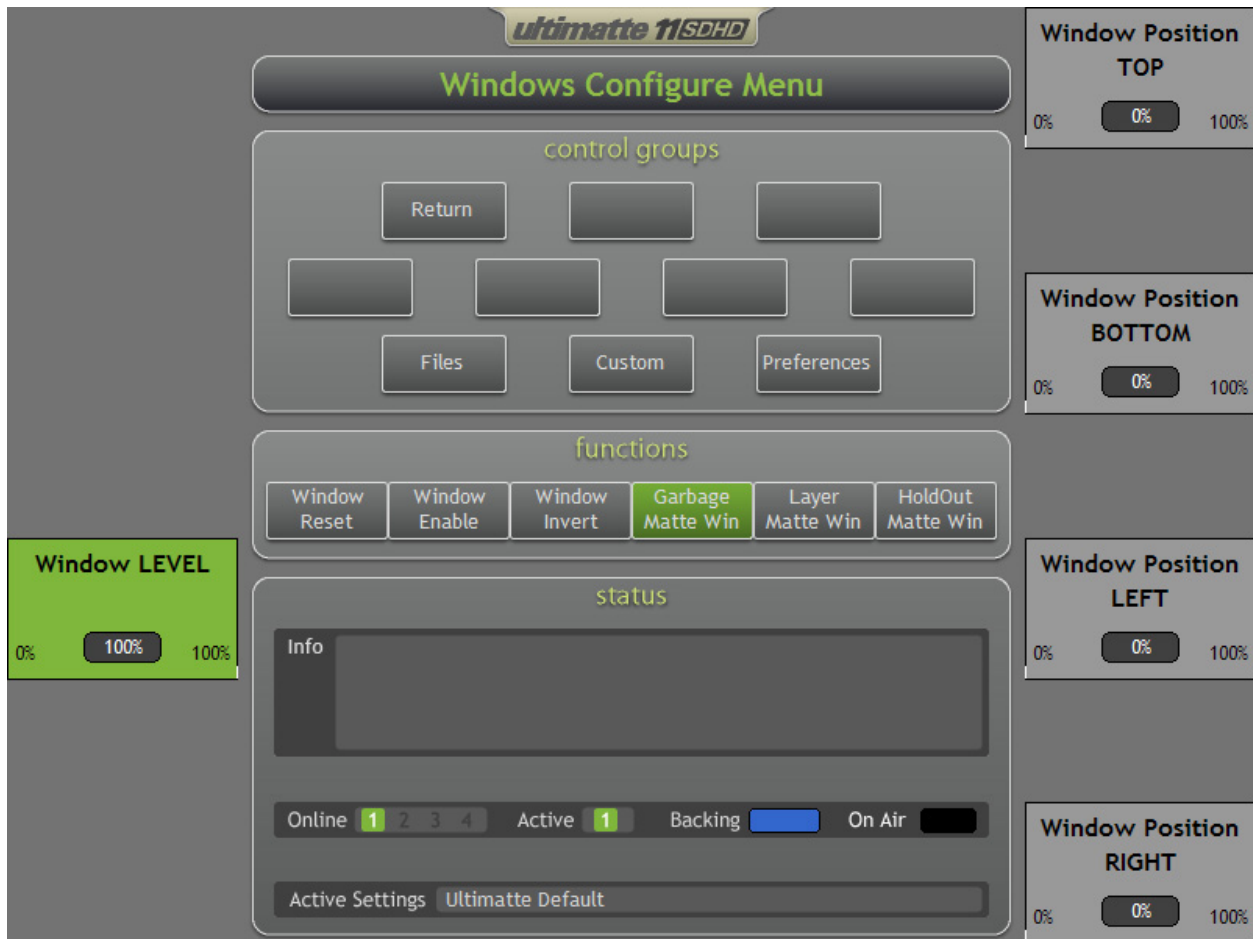 ultimatte 11 SDHD
Windows Configure Menu
control groups
Return
Files
Custom
Preferences
functions
Window
Reset
Window
Enable
Window
Invert
Garbage
Matte Win
Layer
Matte Win
HoldOut
Matte Win
status
Info
Online 1 2 3 4 Active 1 Backing On Air
Active Settings Ultimatte Default
Window LEVEL
0% 100% 100%
Window Position
TOP
0% 0% 100%
Window Position
BOTTOM
0% 0% 100%
Window Position
LEFT
0% 0% 100%
Window Position
RIGHT
0% 0% 100%